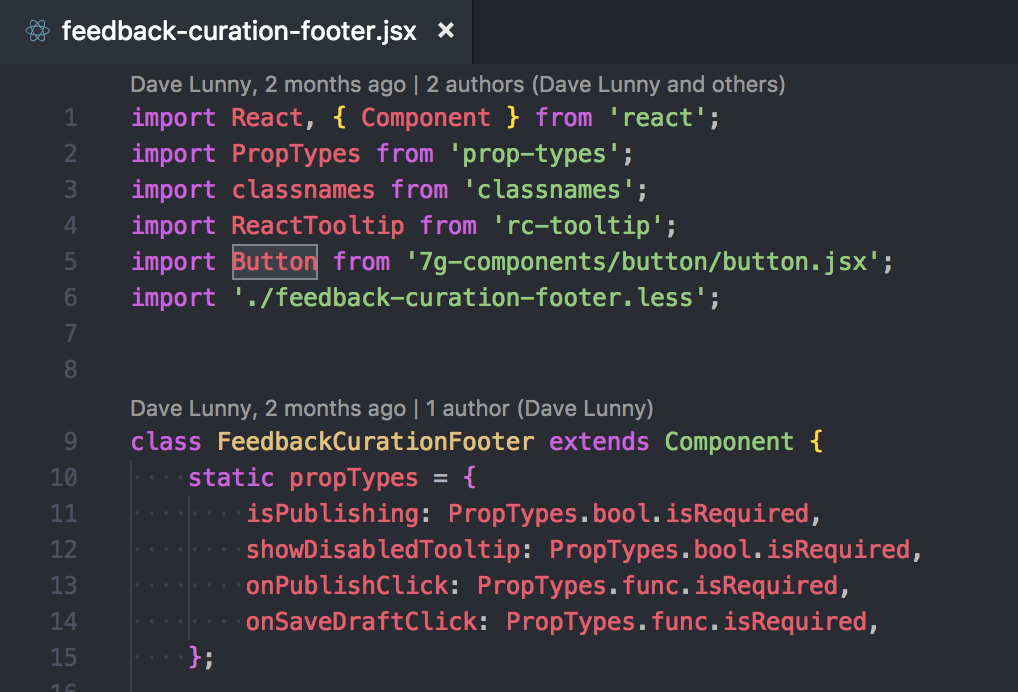 feedback-curation-footer.jsx ×
Dave Lunny, 2 months ago | 2 authors (Dave Lunny and others)
1 import React, { Component } from 'react';
2 import PropTypes from 'prop-types';
3 import classnames from 'classnames';
4 import ReactTooltip from 'rc-tooltip';
5 import Button from '7g-components/button/button.jsx';
6 import './feedback-curation-footer.less';
7
8
Dave Lunny, 2 months ago | 1 author (Dave Lunny)
9 class FeedbackCurationFooter extends Component {
10 ····static propTypes = {
11 ········isPublishing: PropTypes.bool.isRequired,
12 ········showDisabledTooltip: PropTypes.bool.isRequired,
13 ········onPublishClick: PropTypes.func.isRequired,
14 ········onSaveDraftClick: PropTypes.func.isRequired,
15 ····};
16